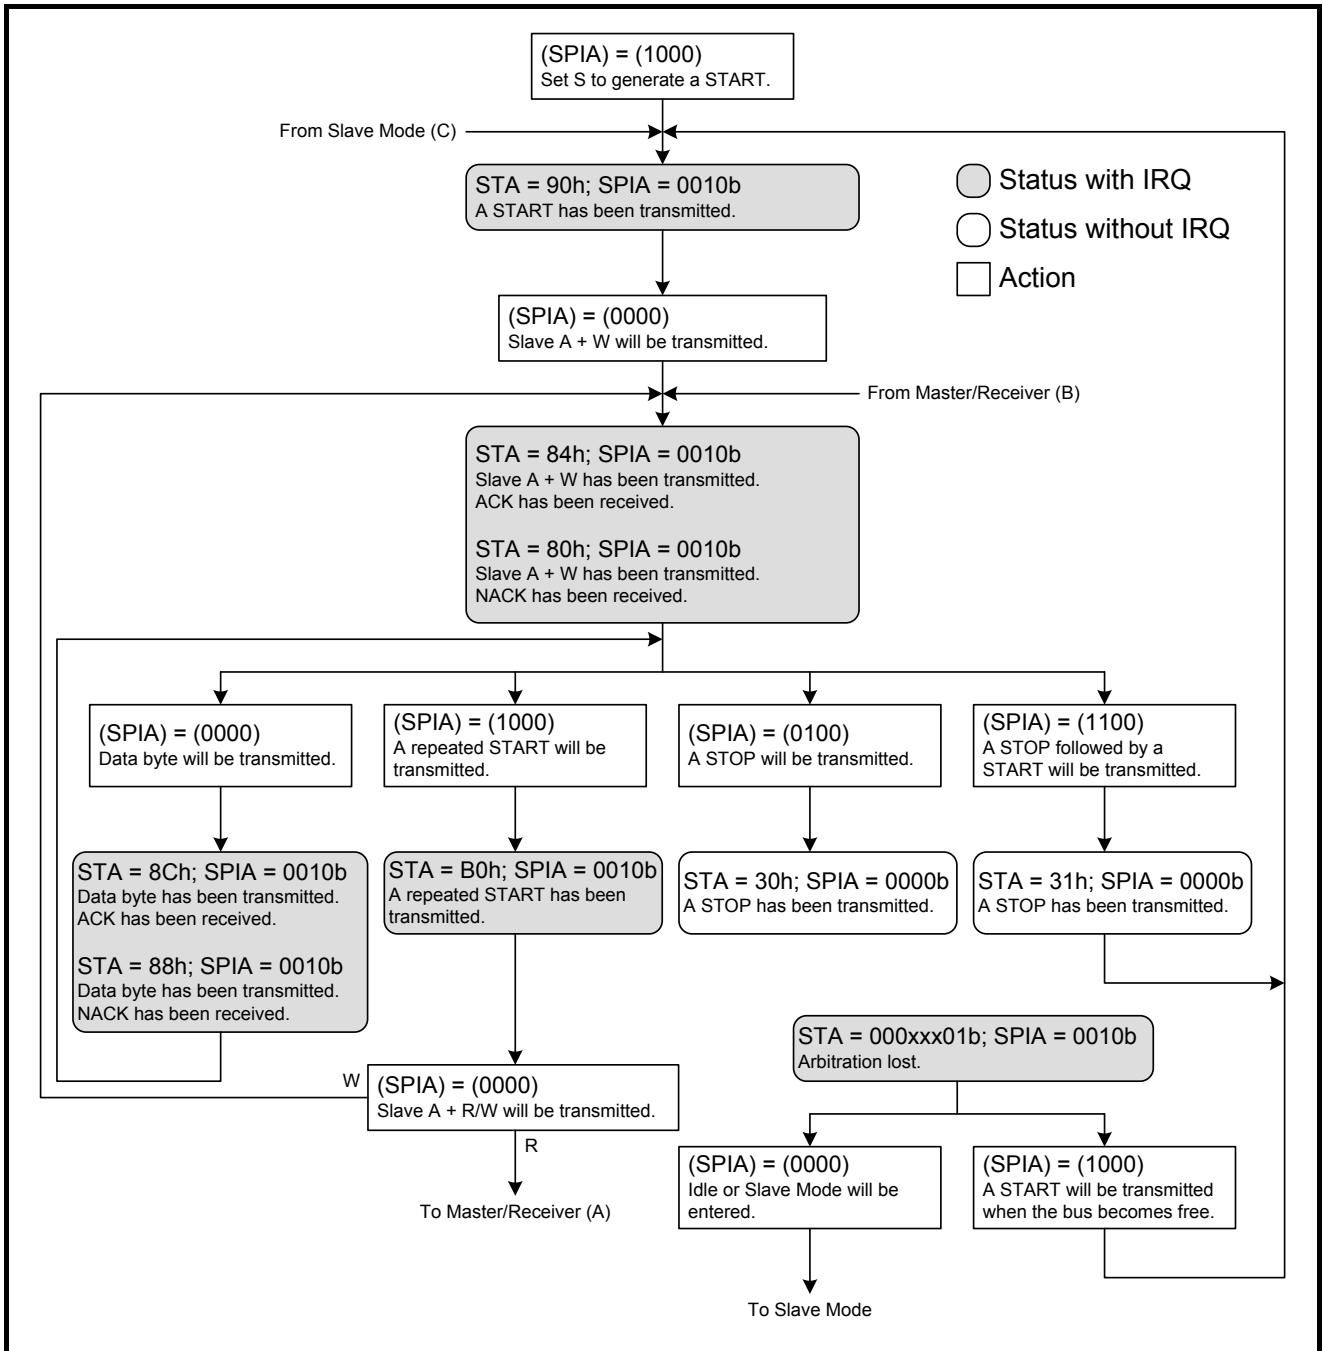 (SPIA) = (1000)
Set S to generate a START.
From Slave Mode (C)
STA = 90h; SPIA = 0010b
A START has been transmitted.
Status with IRQ
Status without IRQ
Action
(SPIA) = (0000)
Slave A + W will be transmitted.
From Master/Receiver (B)
STA = 84h; SPIA = 0010b
Slave A + W has been transmitted.
ACK has been received.
STA = 80h; SPIA = 0010b
Slave A + W has been transmitted.
NACK has been received.
(SPIA) = (0000)
Data byte will be transmitted.
(SPIA) = (1000)
A repeated START will be
transmitted.
(SPIA) = (0100)
A STOP will be transmitted.
(SPIA) = (1100)
A STOP followed by a
START will be transmitted.
STA = 8Ch; SPIA = 0010b
Data byte has been transmitted.
ACK has been received.
STA = 88h; SPIA = 0010b
Data byte has been transmitted.
NACK has been received.
STA = B0h; SPIA = 0010b
A repeated START has been
transmitted.
STA = 30h; SPIA = 0000b
A STOP has been transmitted.
STA = 31h; SPIA = 0000b
A STOP has been transmitted.
STA = 000xxx01b; SPIA = 0010b
Arbitration lost.
W
(SPIA) = (0000)
Slave A + R/W will be transmitted.
R
To Master/Receiver (A)
(SPIA) = (0000)
Idle or Slave Mode will be
entered.
(SPIA) = (1000)
A START will be transmitted
when the bus becomes free.
To Slave Mode